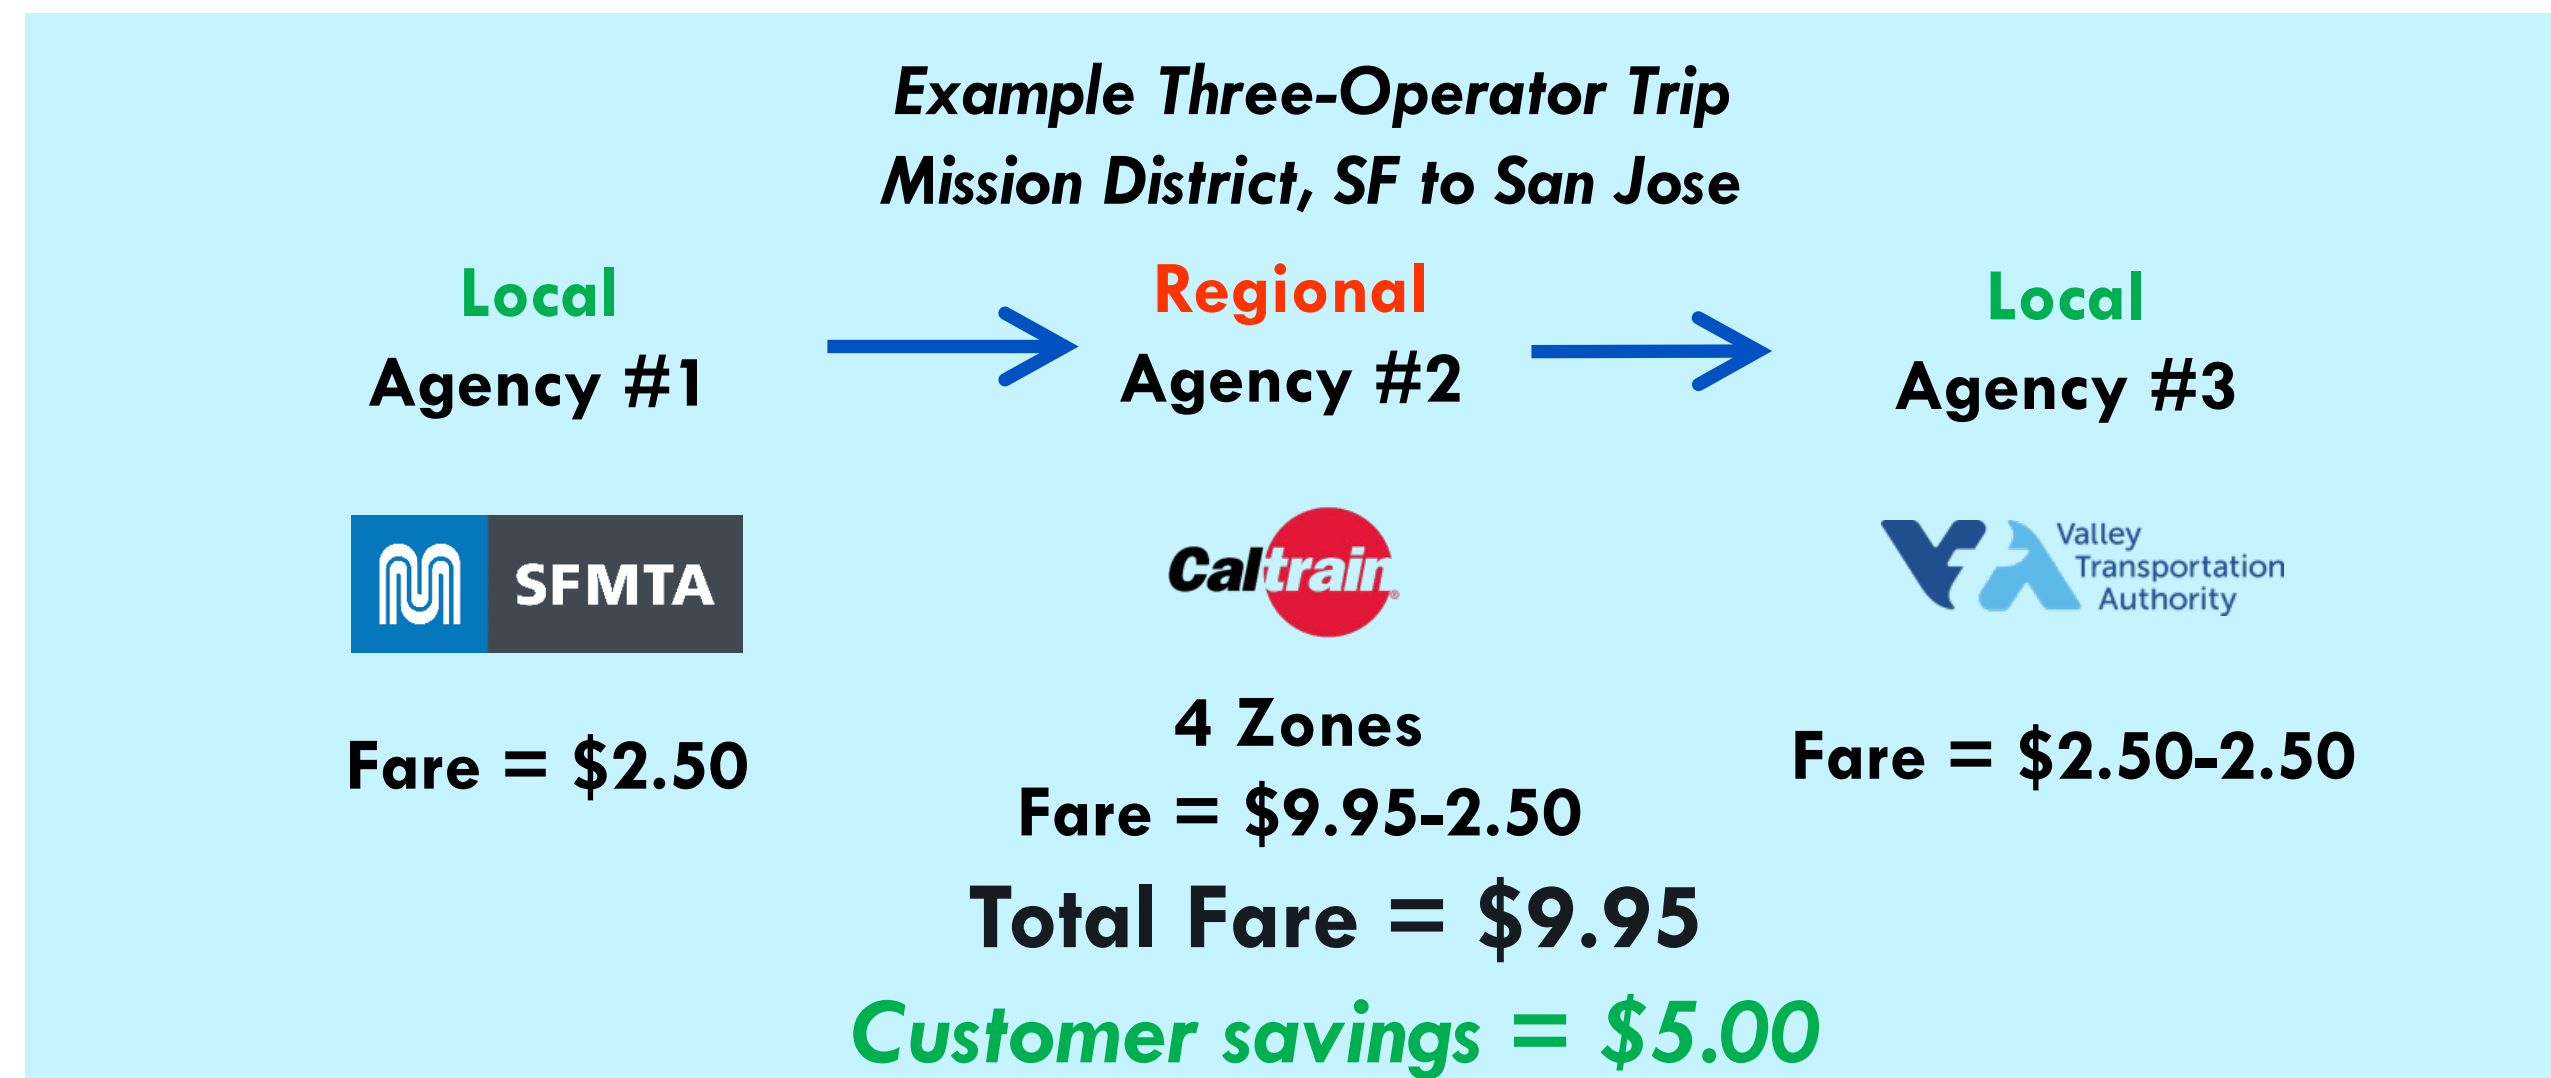 Example Three-Operator Trip
Mission District, SF to San Jose
Local
Agency #1
Regional
Agency #2
Local
Agency #3
SFMTA
Caltrain
Valley
Transportation
Authority
Fare = $2.50
4 Zones
Fare = $9.95-2.50
Fare = $2.50-2.50
Total Fare = $9.95
Customer savings = $5.00